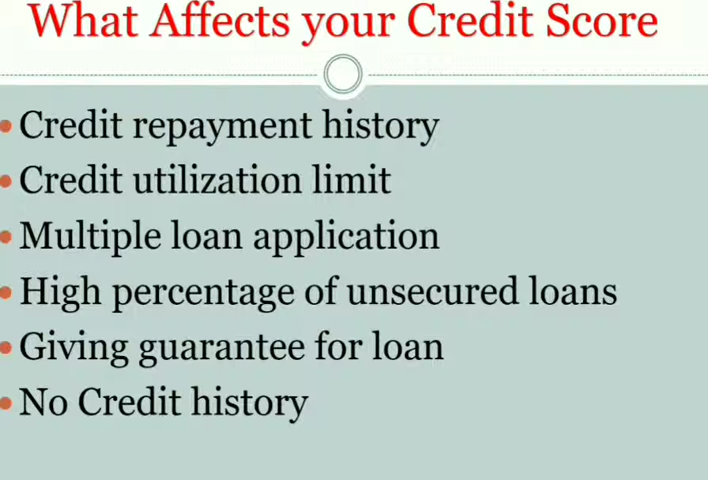 What Affects your Credit Score
• Credit repayment history
• Credit utilization limit
• Multiple loan application
• High percentage of unsecured loans
• Giving guarantee for loan
• No Credit history